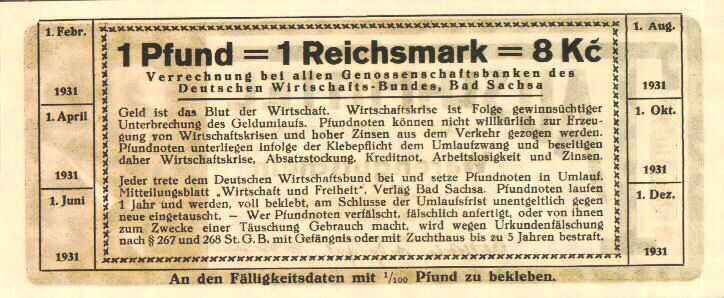 1. Febr.
1931
1. April
1931
1. Juni
1931
1 Pfund = 1 Reichsmark = 8 Kč
Verrechnung bei allen Genossenschaftsbanken des
Deutschen Wirtschafts-Bundes, Bad Sachsa
Geld ist das Blut der Wirtschaft. Wirtschaftskrise ist Folge gewinnsüchtiger
Unterbrechung des Geldumlaufs. Pfundnoten können nicht willkürlich zur Erzeu-
gung von Wirtschaftskrisen und hoher Zinsen aus dem Verkehr gezogen werden.
Pfundnoten unterliegen infolge der Klebepflicht dem Umlaufzwang und beseitigen
daher Wirtschaftskrise, Absatzstockung, Kreditnot, Arbeitslosigkeit und Zinsen.
Jeder trete dem Deutschen Wirtschaftsbund bei und setze Pfundnoten in Umlauf.
Mitteilungsblatt „Wirtschaft und Freiheit", Verlag Bad Sachsa. Pfundnoten laufen
1 Jahr und werden, voll beklebt, am Schlusse der Umlaufsfrist unentgeltlich gegen
neue eingetauscht. — Wer Pfundnoten verfälscht, fälschlich anfertigt, oder von ihnen
zum Zwecke einer Täuschung Gebrauch macht, wird wegen Urkundenfälschung
nach § 267 und 268 St. G. B. mit Gefängnis oder mit Zuchthaus bis zu 5 Jahren bestraft.
1. Aug.
1931
1. Okt.
1931
1. Dez.
1931
An den Fälligkeitsdaten mit 1/100 Pfund zu bekleben.